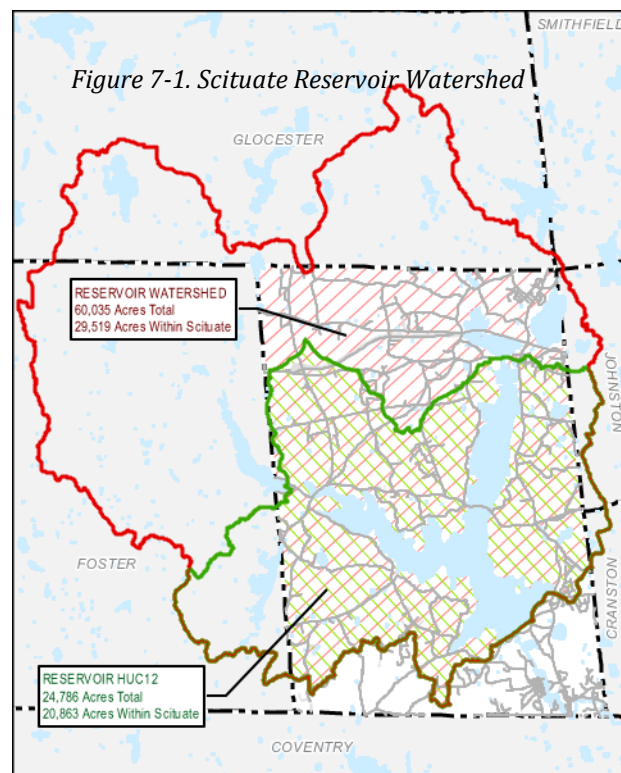 SMITHFIELD
Figure 7-1. Scituate Reservoir Watershed
GLOCESTER
RESERVOIR WATERSHED
60,035 Acres Total
29,519 Acres Within Scituate
JOHNSTON
FOSTER
CRANSTON
RESERVOIR HUC12
24,786 Acres Total
20,863 Acres Within Scituate
COVENTRY